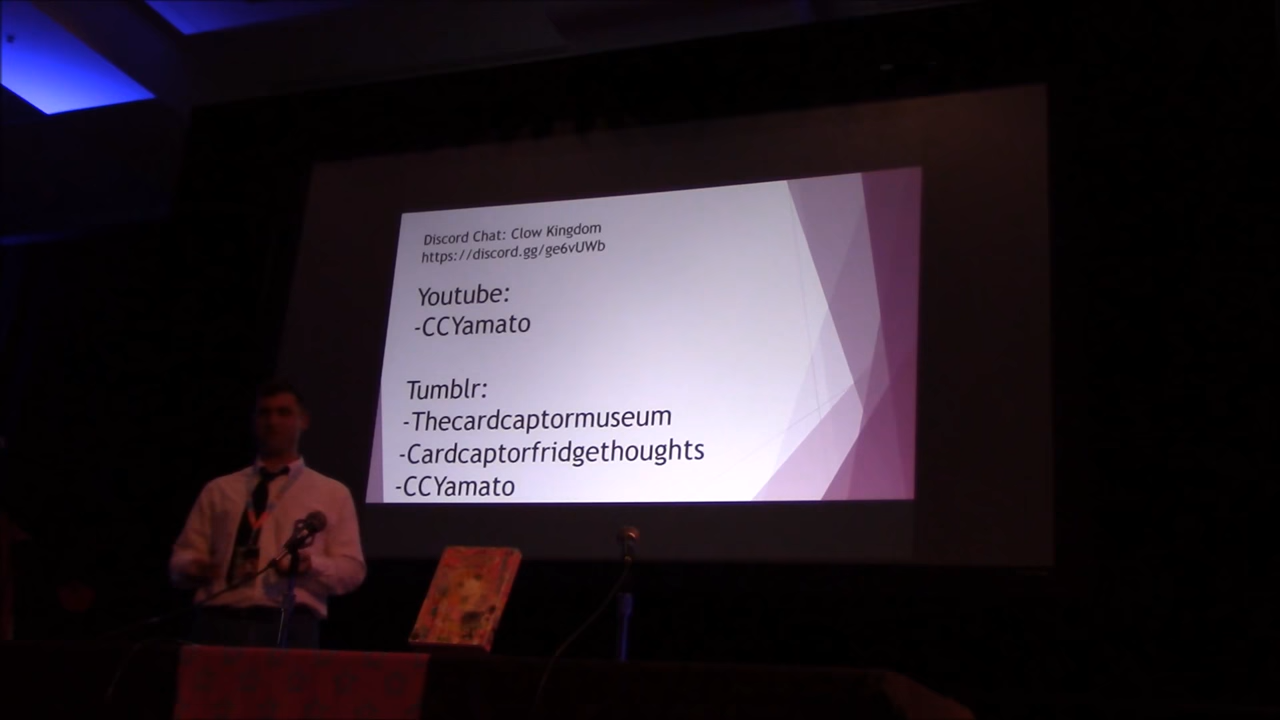 Discord Chat: Clow Kingdom
https://discord.gg/ge6vUWb
Youtube:
-CCYamato
Tumblr:
-Thecardcaptormuseum
-Cardcaptorfridgethoughts
-CCYamato